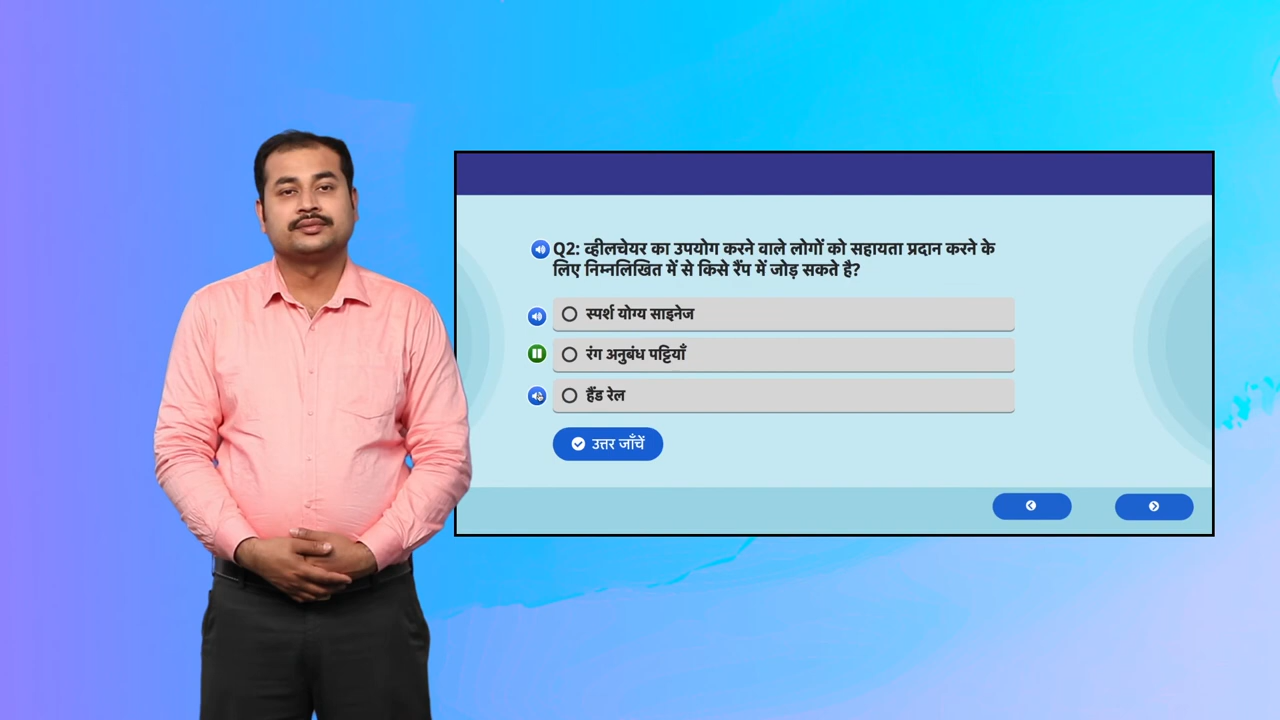 Q2: व्हीलचेयर का उपयोग करने वाले लोगों को सहायता प्रदान करने के
लिए निम्नलिखित में से किसे रैंप में जोड़ सकते है?
स्पर्श योग्य साइनेज
रंग अनुबंध पट्टियाँ
हैंड रेल
उत्तर जाँचें